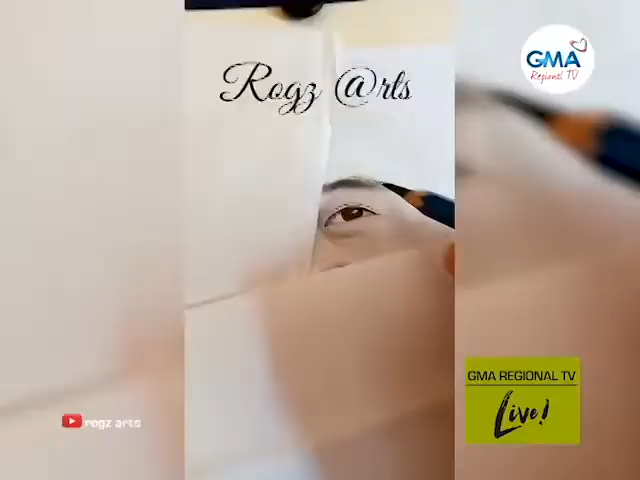 GMA
Regional TV
Rogz @rts
GMA REGIONAL TV
Live!
rogz arts